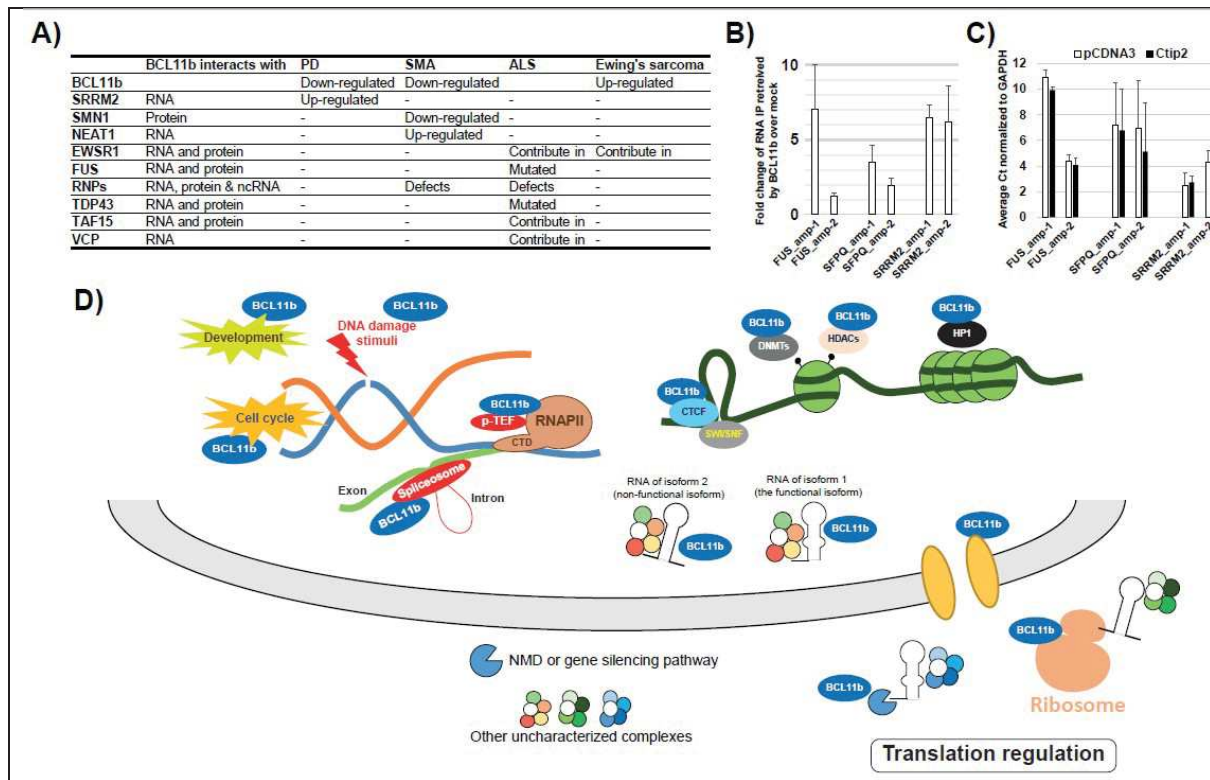 A)
BCL11b interacts with PD SMA ALS Ewing's sarcoma
BCL11b Down-regulated Down-regulated Up-regulated
SRRM2 RNA Up-regulated - - -
SMN1 Protein - Down-regulated
NEAT1 RNA - Up-regulated - -
EWSR1 RNA and protein - - Contribute in Contribute in
FUS RNA and protein - - Mutated -
RNPs RNA, protein & ncRNA - Defects Defects -
TDP43 RNA and protein - - Mutated -
TAF15 RNA and protein - - Contribute in -
VCP RNA - - Contribute in -
B)
Fold change of RNA IP retreived
by BCL11b over mock
10
5
0
FUS_amp-1
FUS_amp-2
SFPQ_amp-1
SFPQ_amp-2
SRRM2_amp-1
SRRM2_amp-2
C)
pCDNA3 Ctip2
Average Ct normalized to GAPDH
12
10
8
6
4
2
0
FUS_amp-1
FUS_amp-2
SFPQ_amp-1
SFPQ_amp-2
SRRM2_amp-1
SRRM2_amp-2
D)
BCL11b
Development
BCL11b
DNA damage
stimuli
Cell cycle
BCL11b
BCL11b
p-TEF
RNAPII
CTD
Exon
Spliceosome
Intron
BCL11b
BCL11b
DNMTs
BCL11b
HDACs
BCL11b
HP1
BCL11b
CTCF
SWI/SNF
RNA of isoform 2
(non-functional isoform)
BCL11b
RNA of isoform 1
(the functional isoform)
BCL11b
BCL11b
NMD or gene silencing pathway
Other uncharacterized complexes
BCL11b
BCL11b
Ribosome
Translation regulation